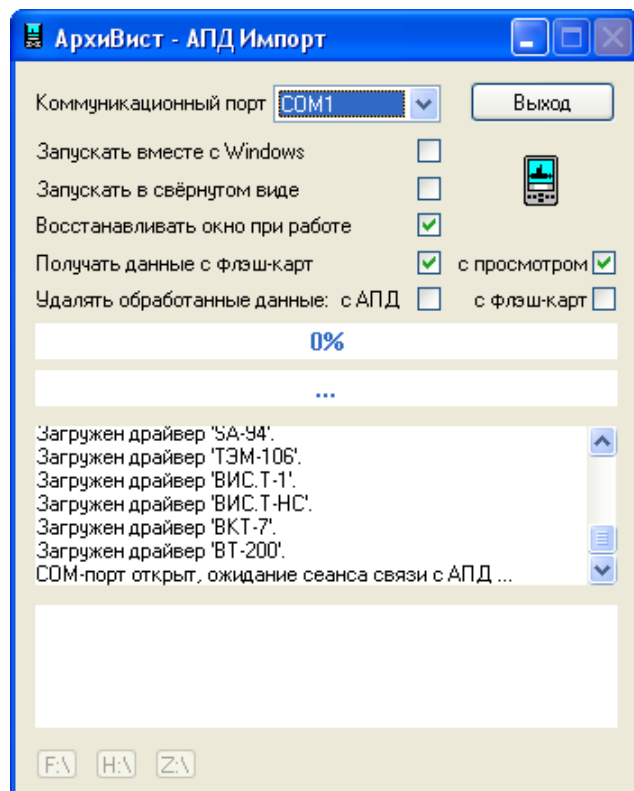 АрхиВист - АПД Импорт
Коммуникационный порт COM1 Выход
Запускать вместе с Windows
Запускать в свёрнутом виде
Восстанавливать окно при работе
Получать данные с флэш-карт с просмотром
Удалять обработанные данные: с АПД с флэш-карт
0%
...
Загружен драйвер 'SA-94'.
Загружен драйвер 'ТЭМ-106'.
Загружен драйвер 'ВИС.Т-1'.
Загружен драйвер 'ВИС.Т-НС'.
Загружен драйвер 'ВКТ-7'.
Загружен драйвер 'ВТ-200'.
COM-порт открыт, ожидание сеанса связи с АПД ...
F:\ H:\ Z:\